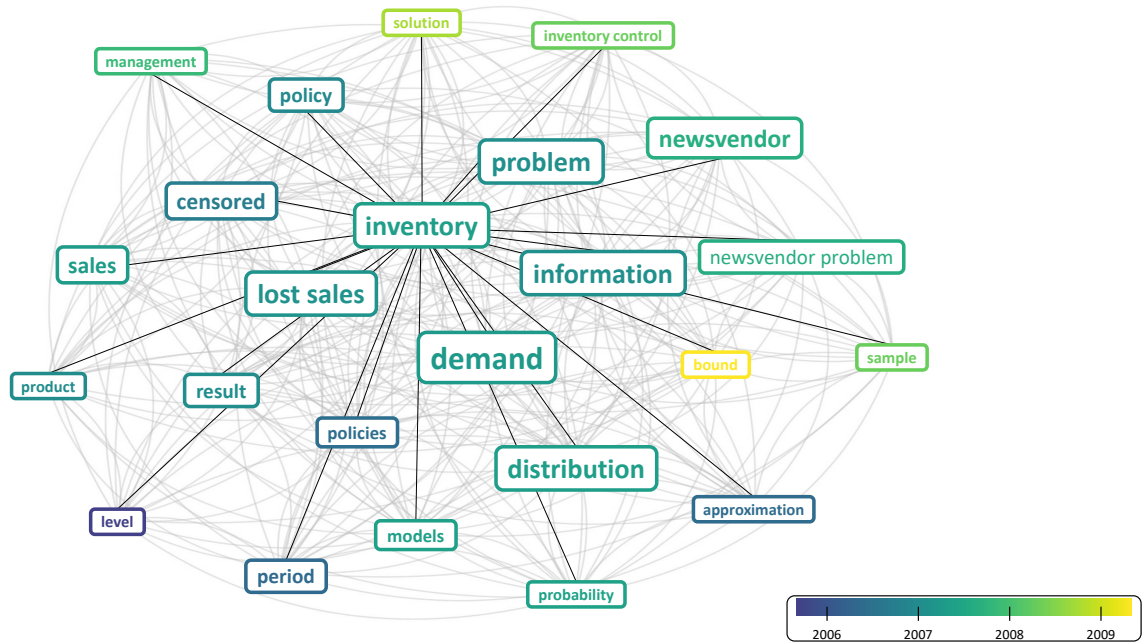 solution
inventory control
management
policy
newsvendor
problem
censored
inventory
sales
newsvendor problem
information
lost sales
demand
bound
sample
product
result
policies
distribution
level
approximation
models
period
probability
2006 2007 2008 2009